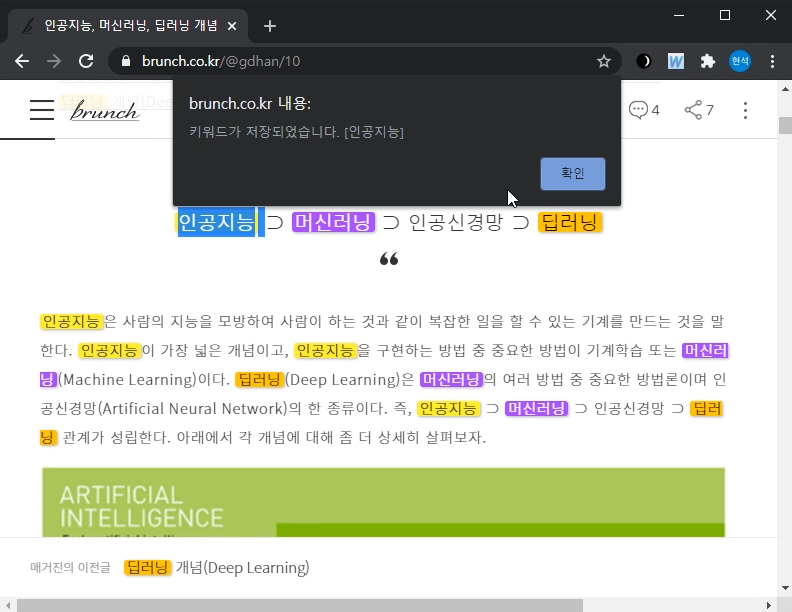 인공지능, 머신러닝, 딥러닝 개념
brunch.co.kr/@gdhan/10
현석
brunch.co.kr 내용:
키워드가 저장되었습니다. [인공지능]
확인
딥러닝 개념(Dee
brunch
4
7
인공지능 ⊃ 머신러닝 ⊃ 인공신경망 ⊃ 딥러닝
❝
인공지능은 사람의 지능을 모방하여 사람이 하는 것과 같이 복잡한 일을 할 수 있는 기계를 만드는 것을 말
한다. 인공지능이 가장 넓은 개념이고, 인공지능을 구현하는 방법 중 중요한 방법이 기계학습 또는 머신러
닝(Machine Learning)이다. 딥러닝(Deep Learning)은 머신러닝의 여러 방법 중 중요한 방법론이며 인
공신경망(Artificial Neural Network)의 한 종류이다. 즉, 인공지능 ⊃ 머신러닝 ⊃ 인공신경망 ⊃ 딥러
닝 관계가 성립한다. 아래에서 각 개념에 대해 좀 더 상세히 살펴보자.
ARTIFICIAL
INTELLIGENCE
매거진의 이전글 딥러닝 개념(Deep Learning)